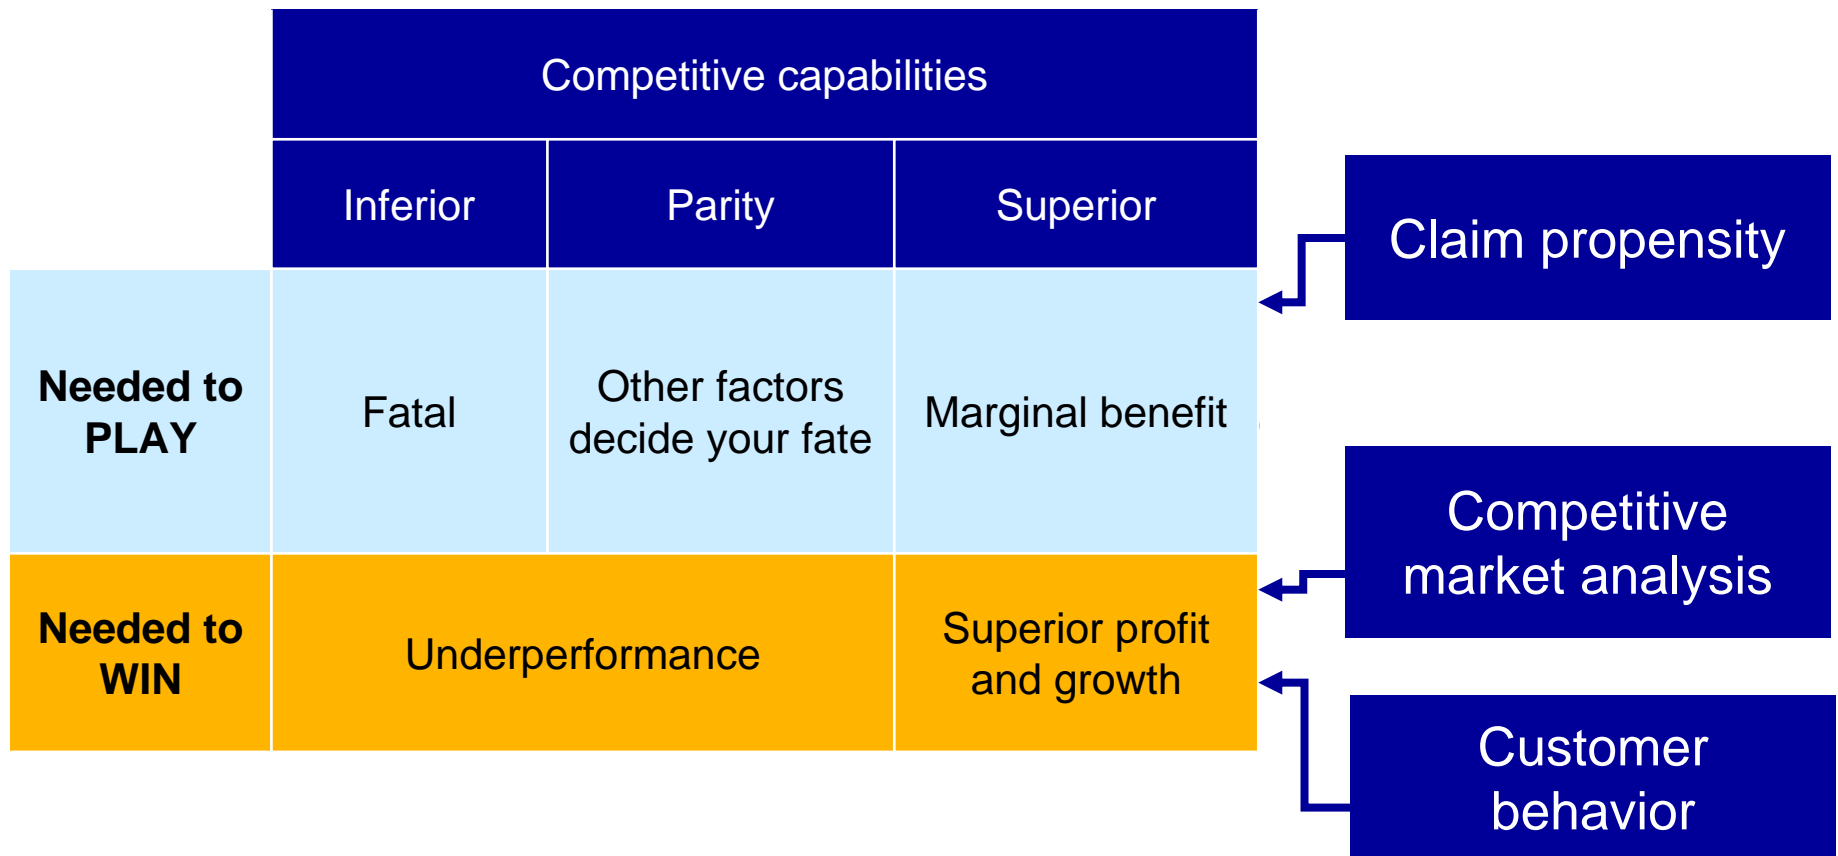 Competitive capabilities
Inferior
Parity
Superior
Claim propensity
Needed to
PLAY
Fatal
Other factors
decide your fate
Marginal benefit
Competitive
market analysis
Needed to
WIN
Underperformance
Superior profit
and growth
Customer
behavior